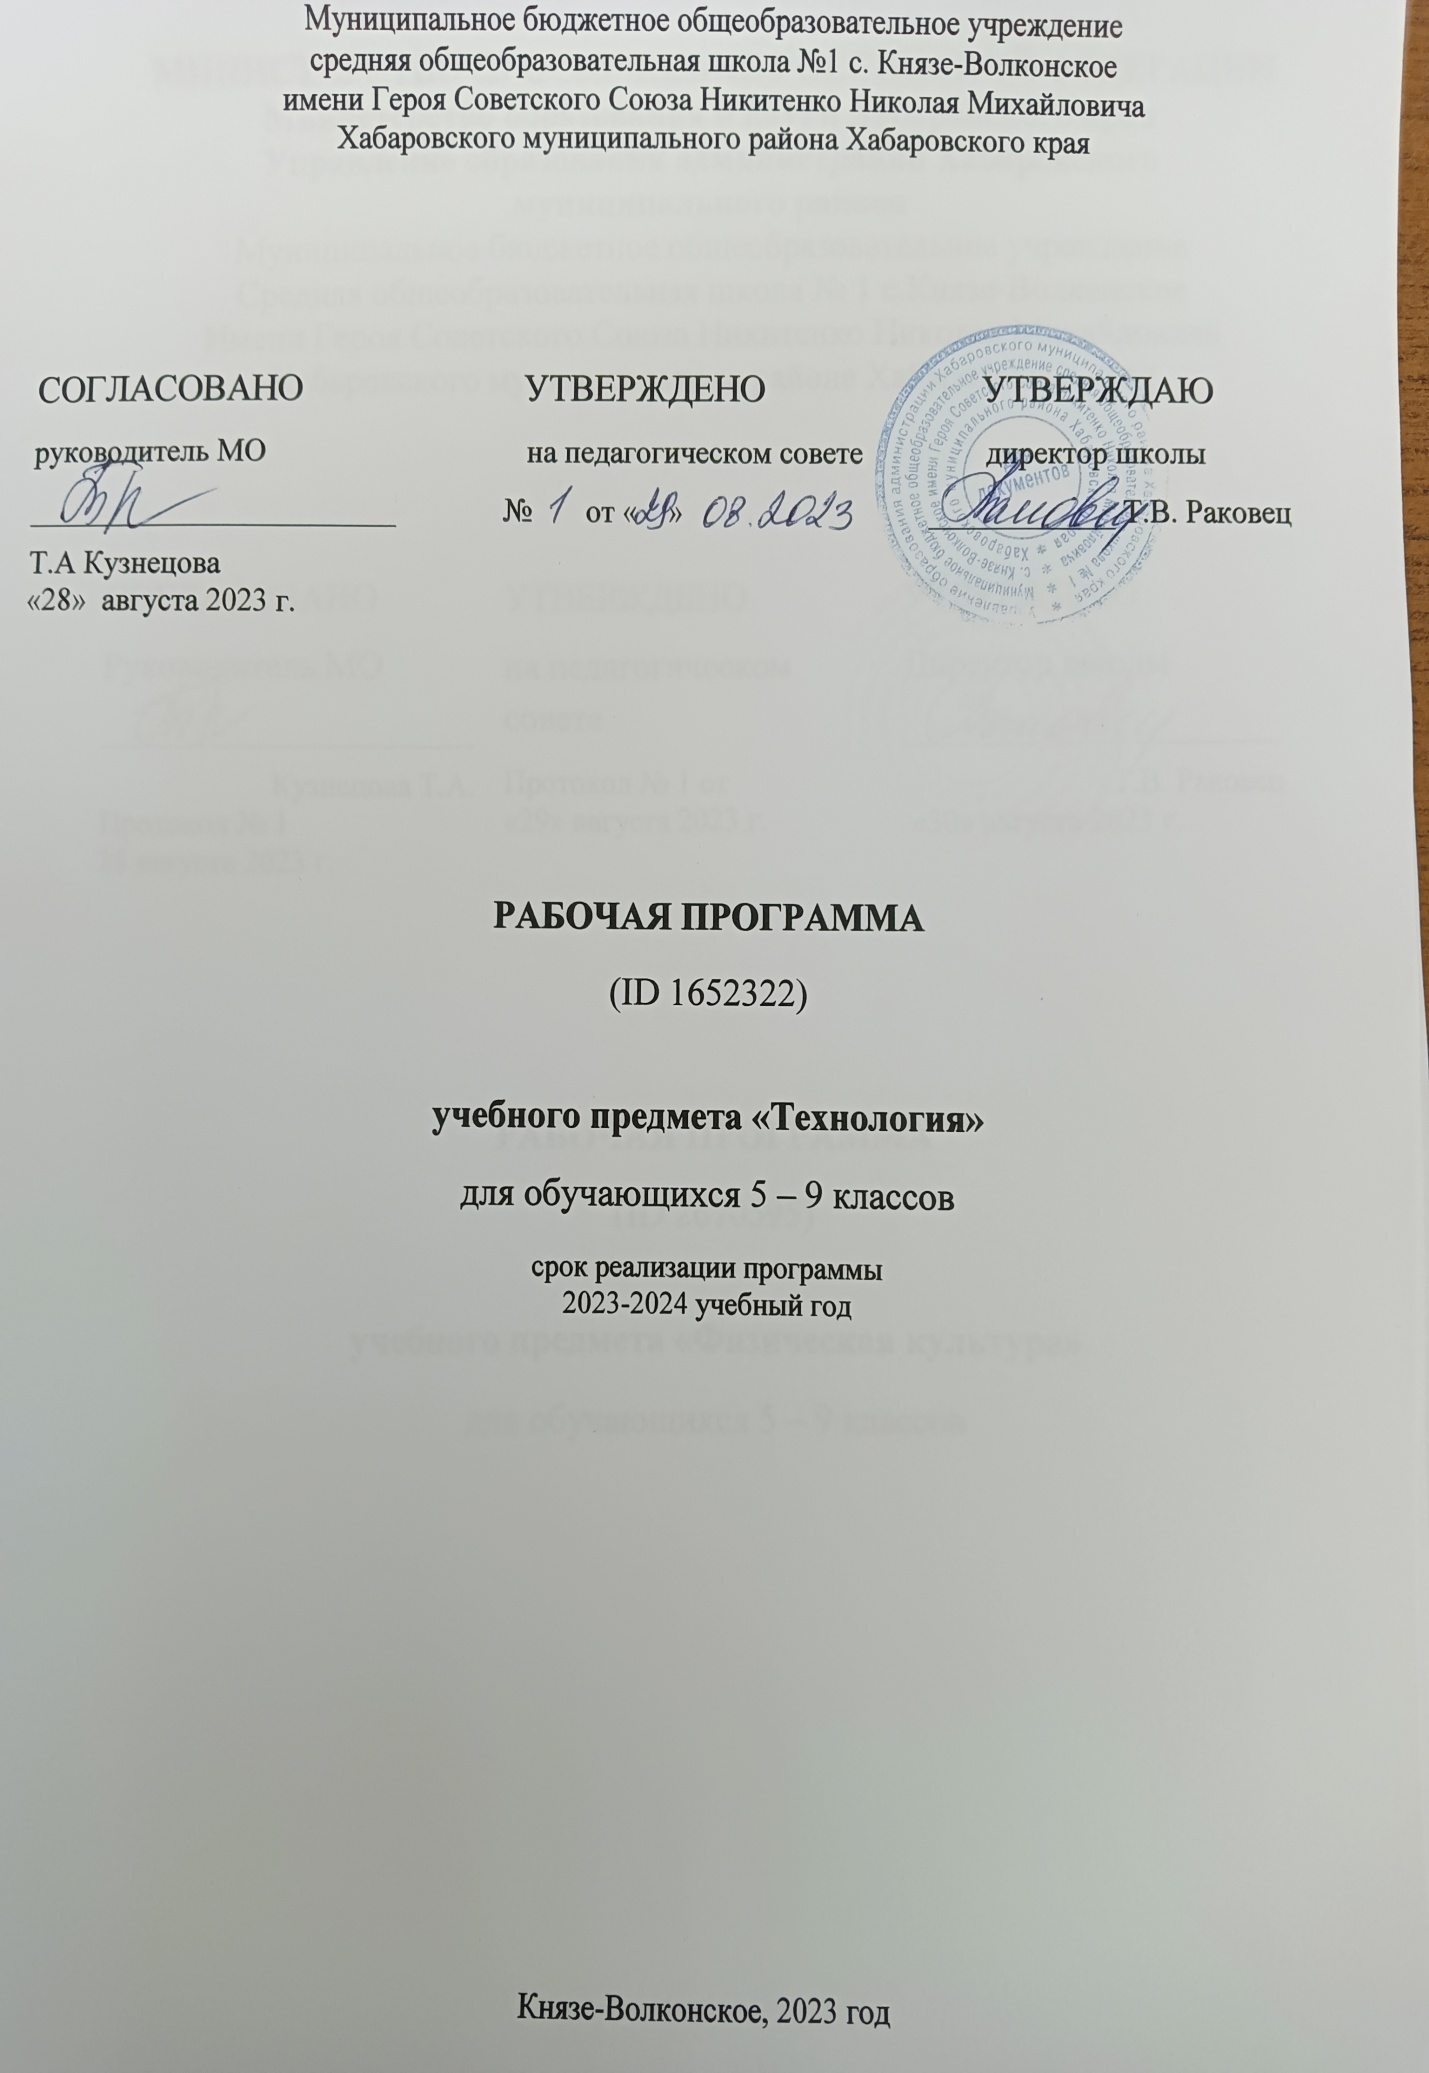 Муниципальное бюджетное общеобразовательное учреждение
средняя общеобразовательная школа №1 с. Князе-Волконское
имени Героя Советского Союза Никитенко Николая Михайловича
Хабаровского муниципального района Хабаровского края
СОГЛАСОВАНО
руководитель МО
Т.А Кузнецова
«28» августа 2023 г.
УТВЕРЖДЕНО
на педагогическом совете
№ 1 от «29» 08.2023
УТВЕРЖДАЮ
директор школы
Т.В. Раковец
документов
РАБОЧАЯ ПРОГРАММА
(ID 1652322)
учебного предмета «Технология»
для обучающихся 5 – 9 классов
срок реализации программы
2023-2024 учебный год
Князе-Волконское, 2023 год